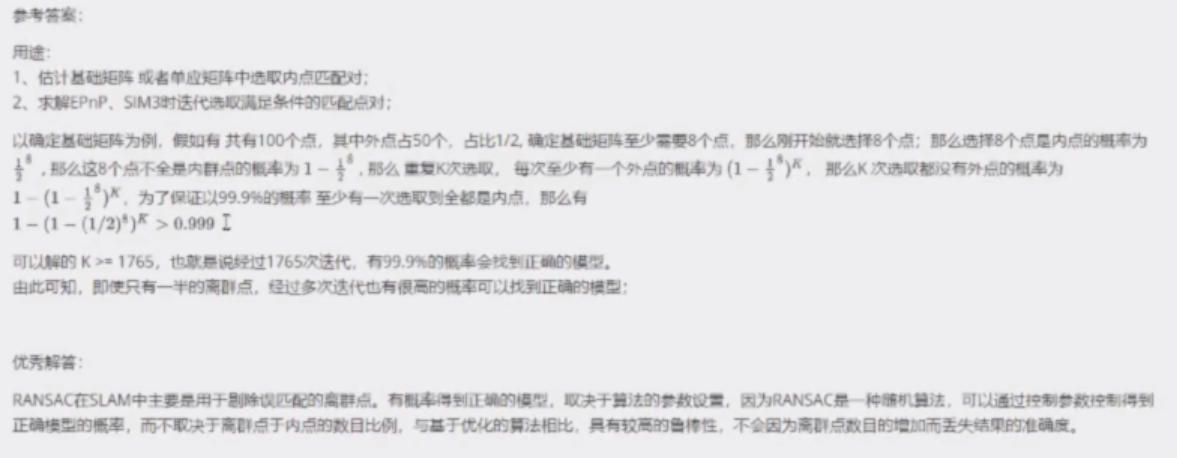 参考答案：
用途：
1、估计基础矩阵 或者单应矩阵中选取内点匹配对；
2、求解EPnP、SIM3时迭代选取满足条件的匹配点对；
以确定基础矩阵为例，假如有 共有100个点，其中外点占50个，占比1/2, 确定基础矩阵至少需要8个点，那么刚开始就选择8个点；那么选择8个点是内点的概率为
$\frac{1}{2}^8$ , 那么这8个点不全是内群点的概率为 $1-\frac{1}{2}^8$ , 那么 重复K次选取， 每次至少有一个外点的概率为 $(1-\frac{1}{2}^8)^K$， 那么K 次选取都没有外点的概率为
$1-(1-\frac{1}{2}^8)^K$，为了保证以99.9%的概率 至少有一次选取到全都是内点，那么有
$1-(1-(1/2)^8)^K > 0.999$
可以解的 K >= 1765，也就是说经过1765次迭代，有99.9%的概率会找到正确的模型。
由此可知，即使只有一半的离群点，经过多次迭代也有很高的概率可以找到正确的模型；
优秀解答：
RANSAC在SLAM中主要是用于剔除误匹配的离群点。有概率得到正确的模型，取决于算法的参数设置，因为RANSAC是一种随机算法，可以通过控制参数控制得到
正确模型的概率，而不取决于离群点于内点的数目比例，与基于优化的算法相比，具有较高的鲁棒性，不会因为离群点数目的增加而丢失结果的准确度。